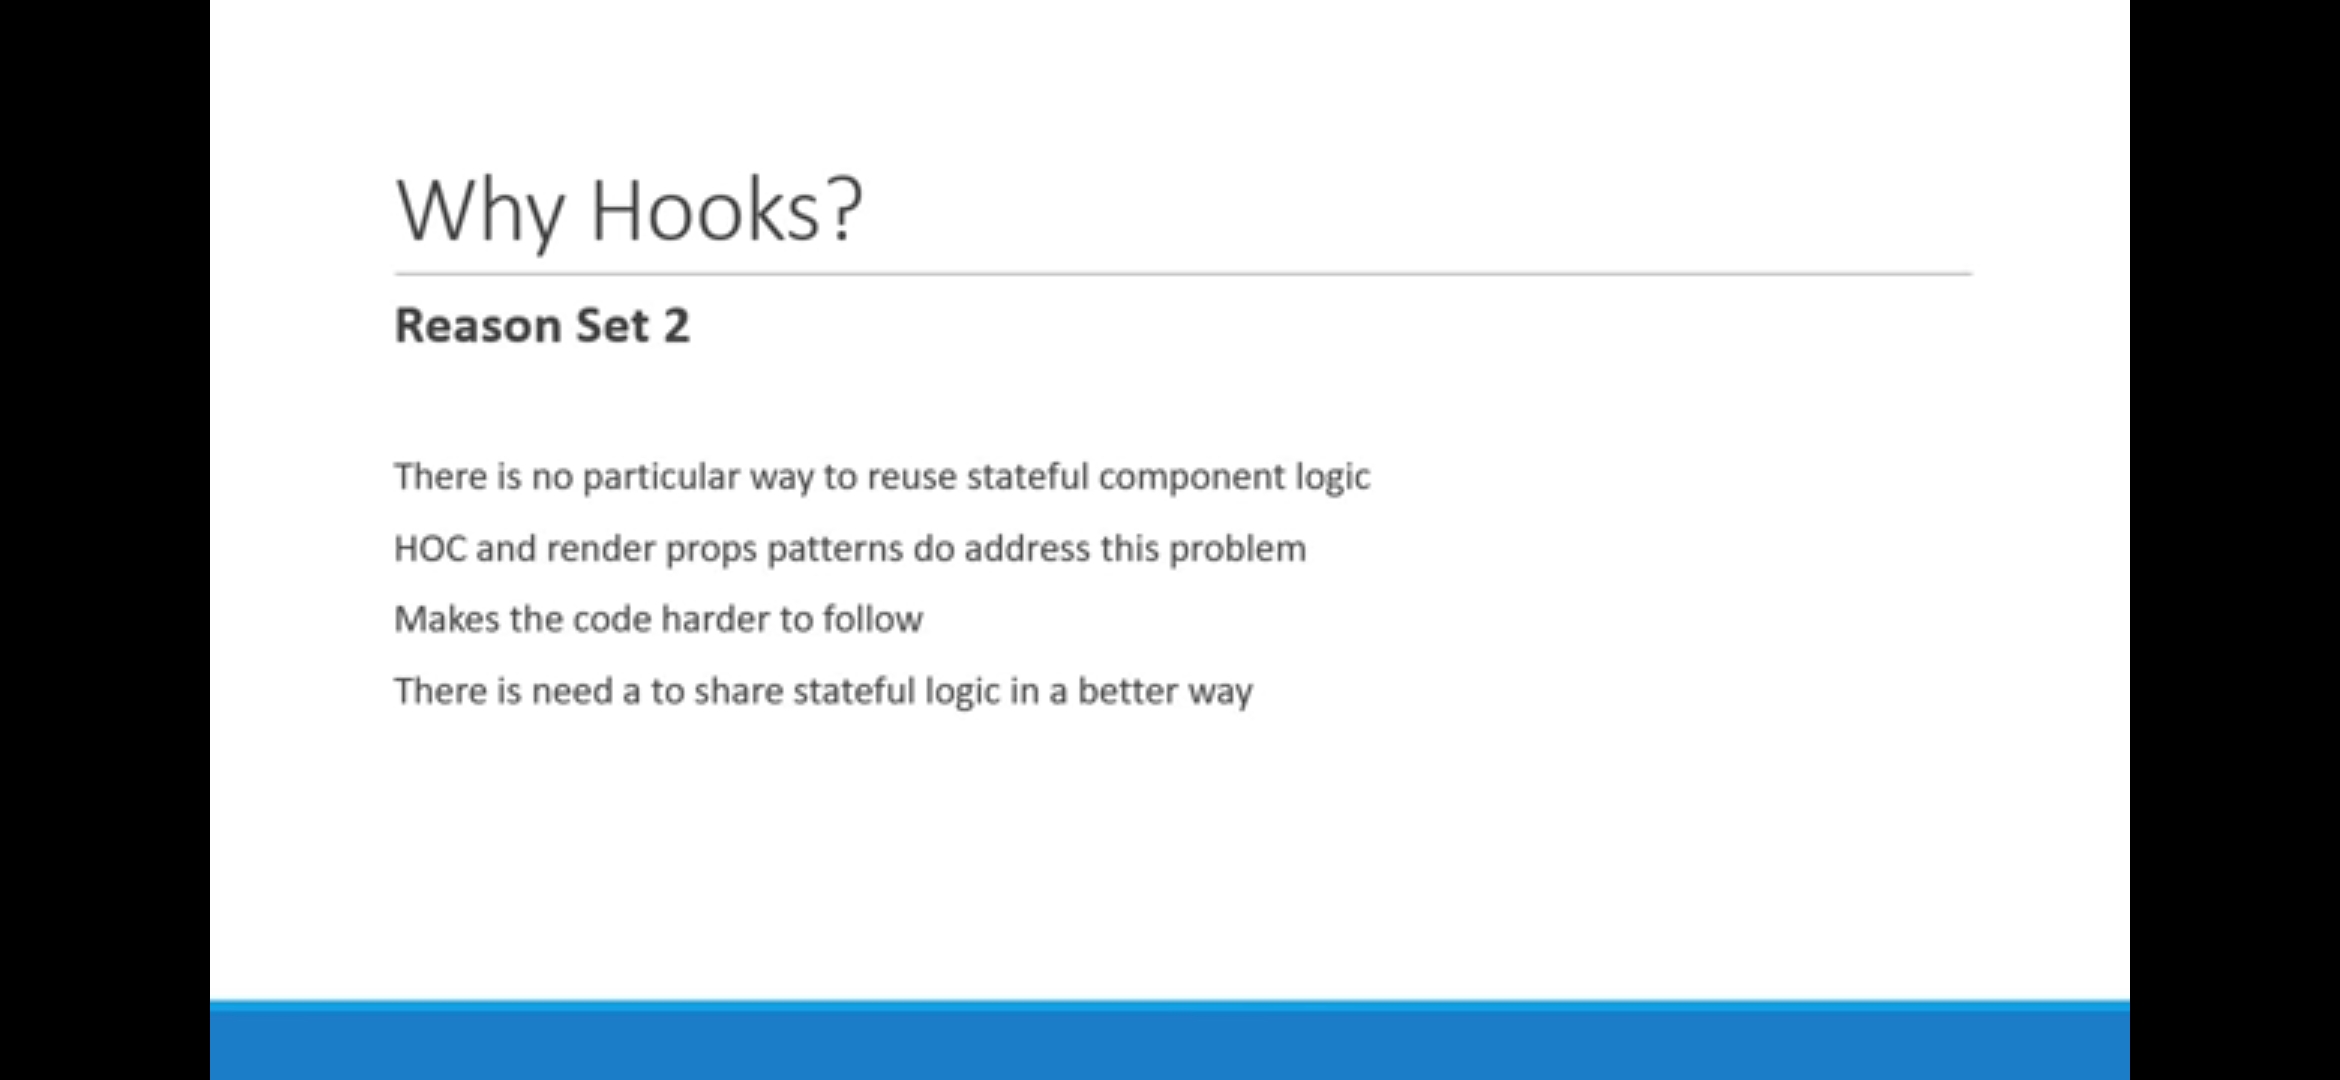 Why Hooks?
Reason Set 2
There is no particular way to reuse stateful component logic
HOC and render props patterns do address this problem
Makes the code harder to follow
There is need a to share stateful logic in a better way